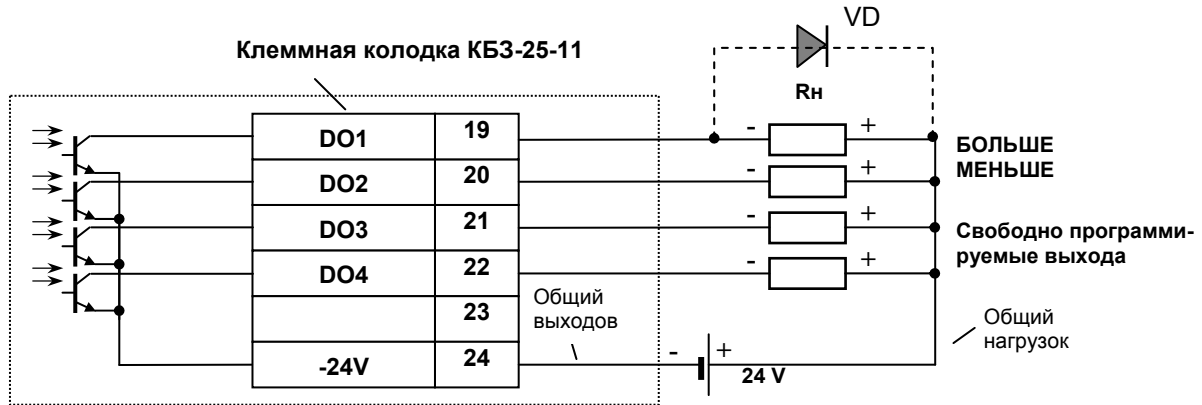 VD
Клеммная колодка КБЗ-25-11
Rн
DO1 19 - + БОЛЬШЕ
DO2 20 - + МЕНЬШЕ
DO3 21 - + Свободно программи-
DO4 22 - + руемые выхода
23 Общий
выходов
Общий
нагрузок
-24V 24 - +
24 V